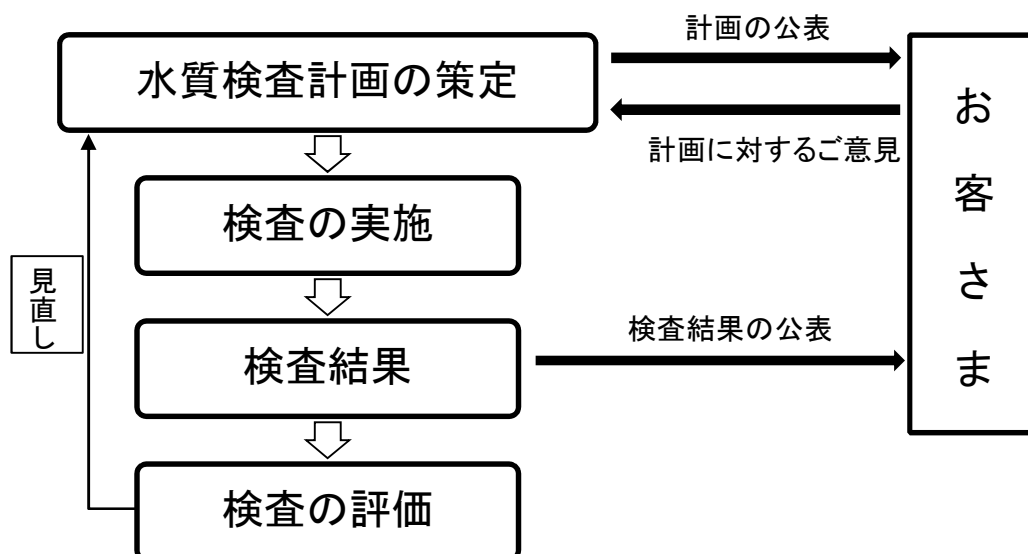 計画の公表
水質検査計画の策定
計画に対するご意見
検査の実施
見直し
検査結果の公表
検査結果
検査の評価
お客さま